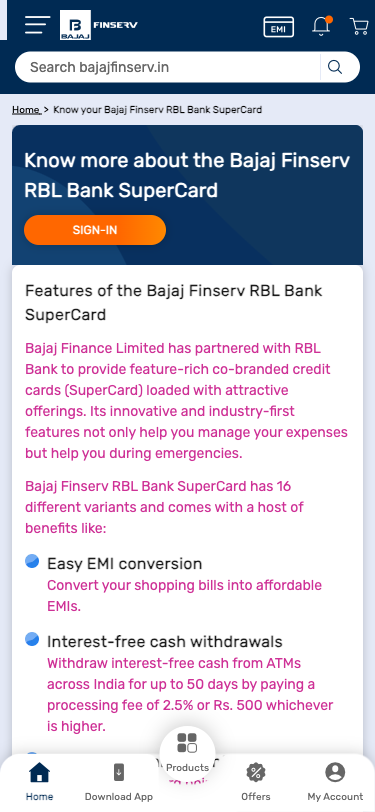 BAJAJ
FINSERV
EMI
Search bajajfinserv.in
Home > Know your Bajaj Finserv RBL Bank SuperCard
Know more about the Bajaj Finserv
RBL Bank SuperCard
SIGN-IN
Features of the Bajaj Finserv RBL Bank
SuperCard
Bajaj Finance Limited has partnered with RBL
Bank to provide feature-rich co-branded credit
cards (SuperCard) loaded with attractive
offerings. Its innovative and industry-first
features not only help you manage your expenses
but help you during emergencies.
Bajaj Finserv RBL Bank SuperCard has 16
different variants and comes with a host of
benefits like:
Easy EMI conversion
Convert your shopping bills into affordable
EMIs.
Interest-free cash withdrawals
Withdraw interest-free cash from ATMs
across India for up to 50 days by paying a
processing fee of 2.5% or Rs. 500 whichever
is higher.
Products
Home
Download App
Offers
My Account